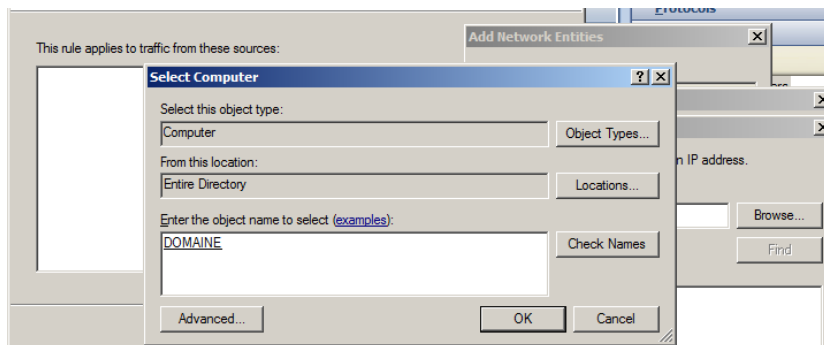 Protocols
Add Network Entities
This rule applies to traffic from these sources:
Select Computer
Select this object type:
Computer
Object Types...
From this location:
Entire Directory
Locations...
n IP address.
Enter the object name to select (examples):
DOMAINE
Check Names
Browse...
Find
Advanced...
OK
Cancel